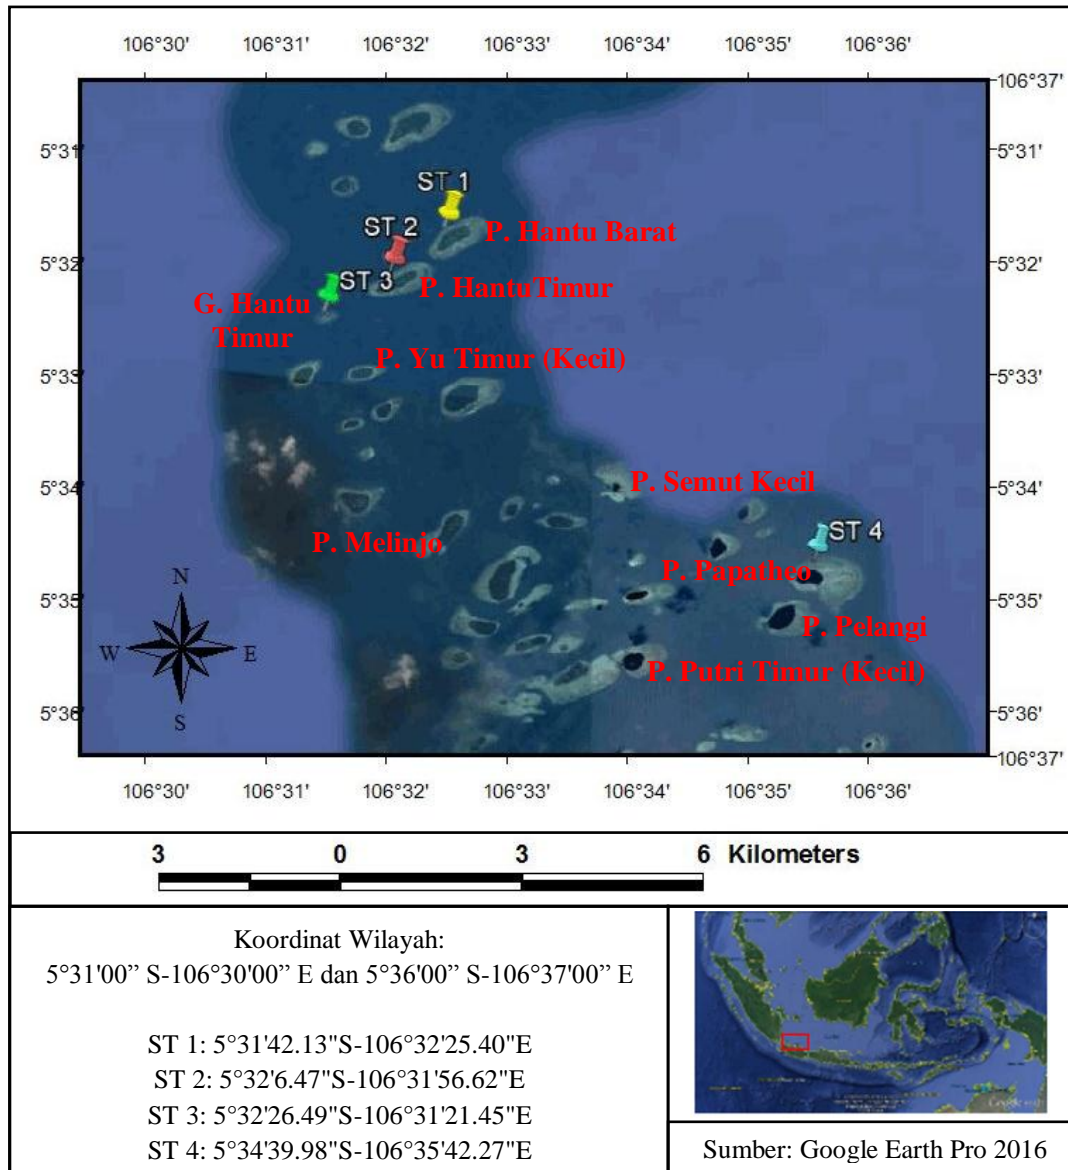 106°30' 106°31' 106°32' 106°33' 106°34' 106°35' 106°36'
106°37'
5°31' 5°31'
ST 1
ST 2
P. Hantu Barat
5°32' 5°32'
ST 3
P. HantuTimur
G. Hantu
Timur
P. Yu Timur (Kecil)
5°33' 5°33'
P. Semut Kecil
5°34' 5°34'
ST 4
P. Melinjo
P. Papatheo
N
5°35' 5°35'
P. Pelangi
W E
P. Putri Timur (Kecil)
5°36' 5°36'
S
106°37'
106°30' 106°31' 106°32' 106°33' 106°34' 106°35' 106°36'
3 0 3 6 Kilometers
Koordinat Wilayah:
5°31'00” S-106°30'00” E dan 5°36'00” S-106°37'00” E
ST 1: 5°31'42.13"S-106°32'25.40"E
ST 2: 5°32'6.47"S-106°31'56.62"E
ST 3: 5°32'26.49"S-106°31'21.45"E
ST 4: 5°34'39.98"S-106°35'42.27"E
Sumber: Google Earth Pro 2016